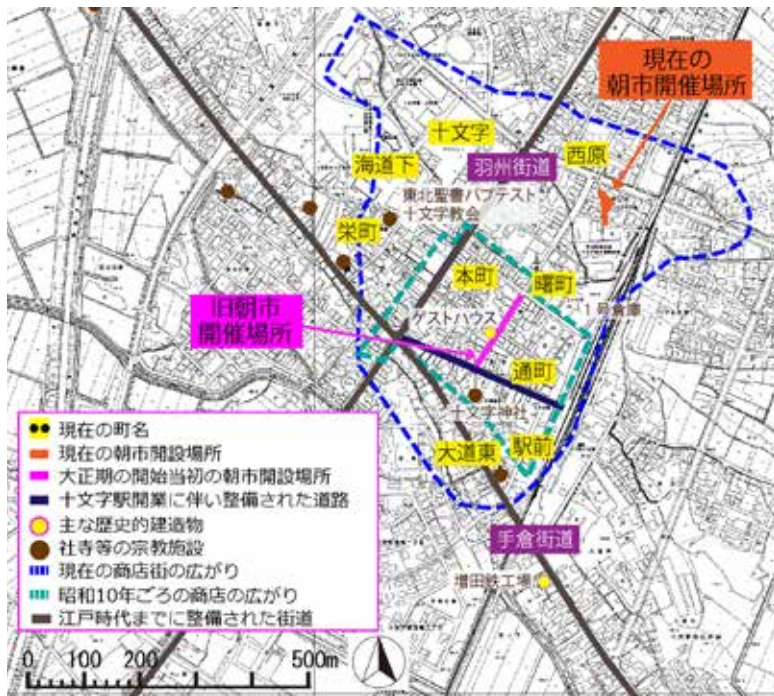 現在の
朝市開催場所
十文字
海道下
西原
羽州街道
東北聖書バプテスト
十文字教会
栄町
本町
曙町
旧朝市
開催場所
ゲストハウス
1号倉庫
通町
十文字神社
大道東
駅前
現在の町名
現在の朝市開設場所
大正期の開始当初の朝市開設場所
十文字駅開業に伴い整備された道路
主な歴史的建造物
社寺等の宗教施設
現在の商店街の広がり
昭和10年ごろの商店の広がり
江戸時代までに整備された街道
手倉街道
増田鉄工場
0 100 200 500m